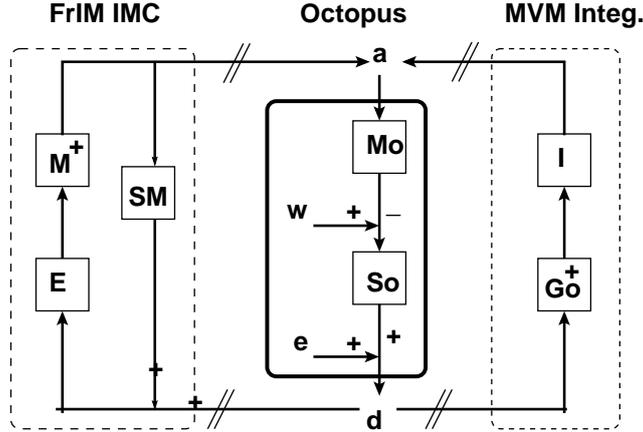 FrIM IMC Octopus MVM Integ.
a
M + Mo I
SM
w + −
E So Go +
e + +
+
+
d